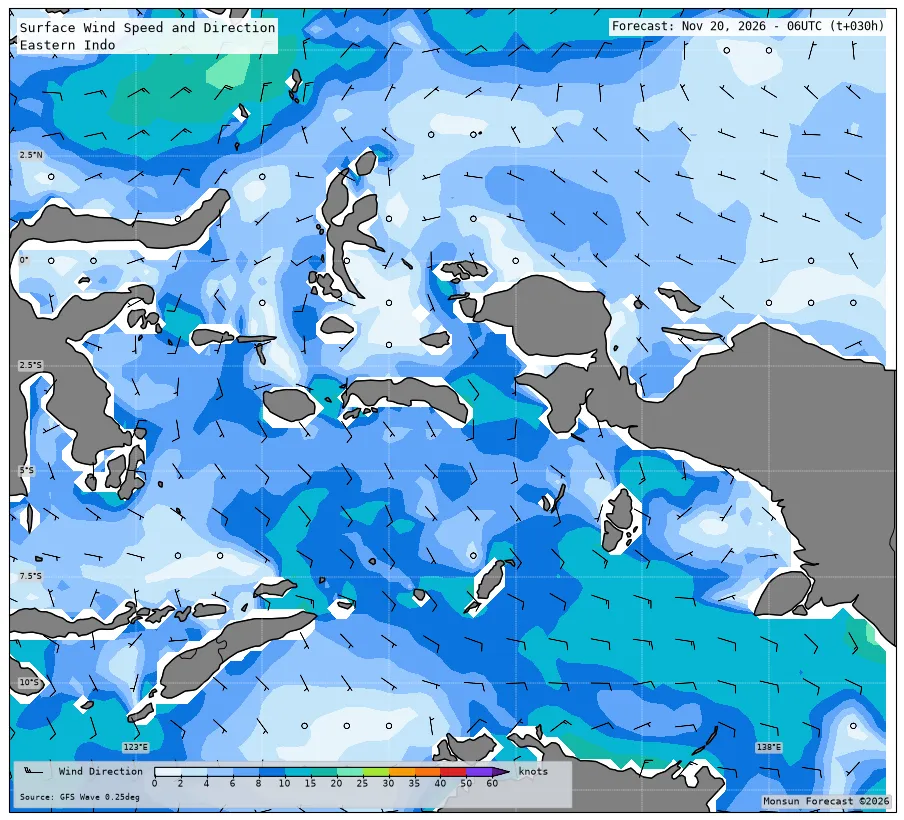 Surface Wind Speed and Direction
Eastern Indo
Forecast: Nov 20, 2026 - 06UTC (t+030h)
2.5°N
0°
2.5°S
5°S
7.5°S
10°S
123°E
138°E
Wind Direction
knots
0 2 4 6 8 10 15 20 25 30 35 40 50 60
Source: GFS Wave 0.25deg
Monsun Forecast ©2026